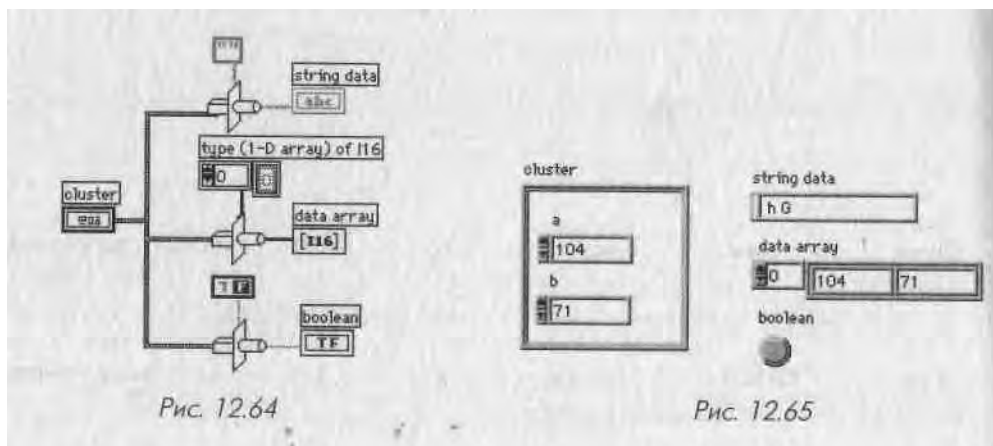 ""
string data
abc
type (1-D array) of I16
0
cluster
data array
[I16]
boolean
TF
Рис. 12.64
cluster
a
104
b
71
string data
h G
data array
0 104 71
boolean
Рис. 12.65